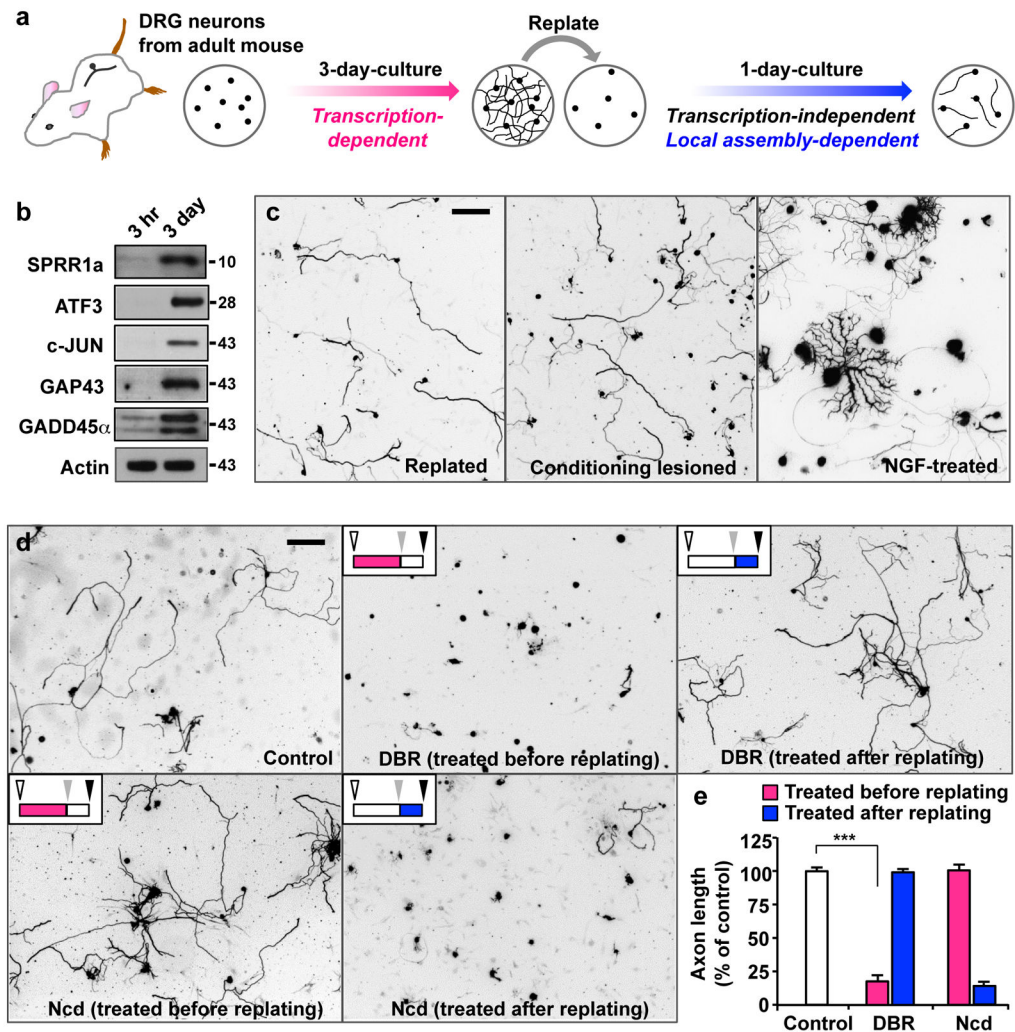 a
DRG neurons
from adult mouse
3-day-culture
Transcription-
dependent
Replate
1-day-culture
Transcription-independent
Local assembly-dependent
b
3 hr
3 day
SPRR1a
-10
ATF3
-28
c-JUN
-43
GAP43
-43
GADD45α
-43
Actin
-43
c
Replated
Conditioning lesioned
NGF-treated
d
Control
DBR (treated before replating)
DBR (treated after replating)
Ncd (treated before replating)
Ncd (treated after replating)
e
Treated before replating
Treated after replating
Axon length
(% of control)
125
100
75
50
25
0
***
Control
DBR
Ncd